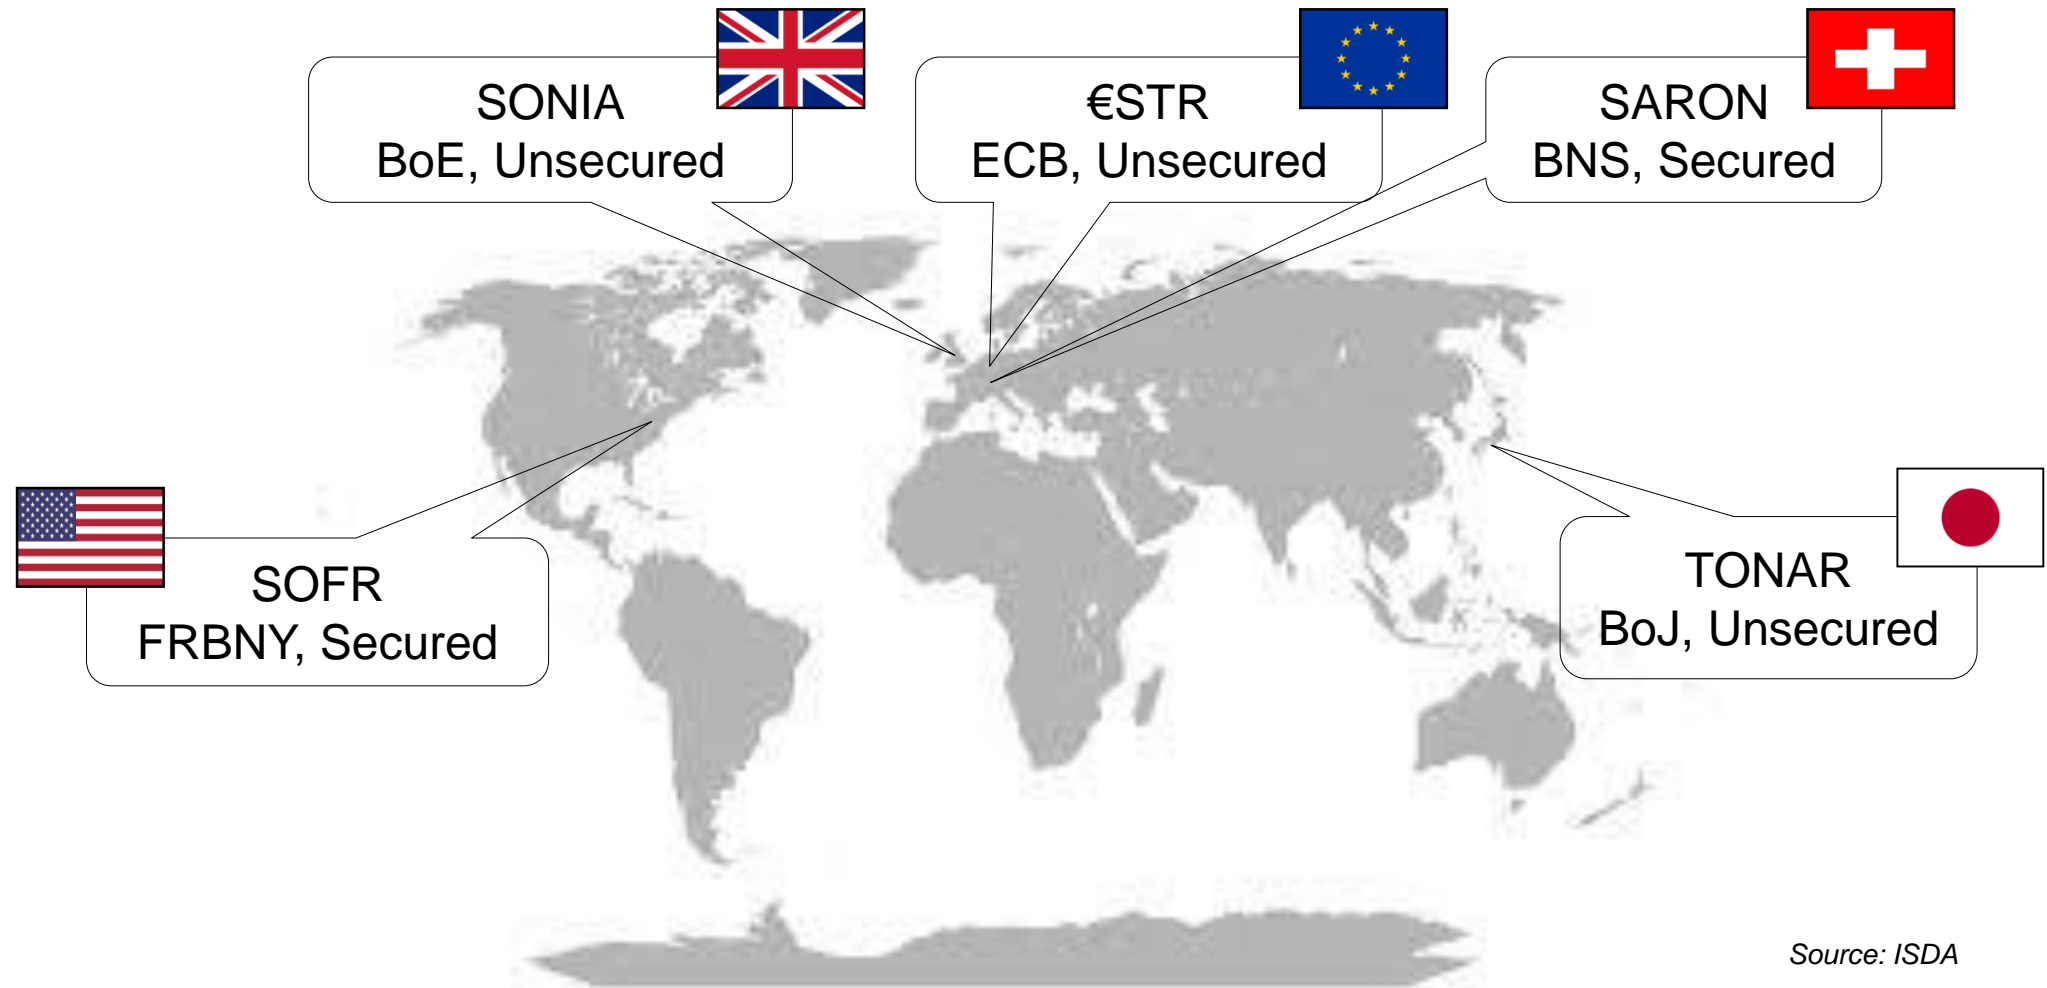 SONIA
BoE, Unsecured
€STR
ECB, Unsecured
SARON
BNS, Secured
SOFR
FRBNY, Secured
TONAR
BoJ, Unsecured
Source: ISDA